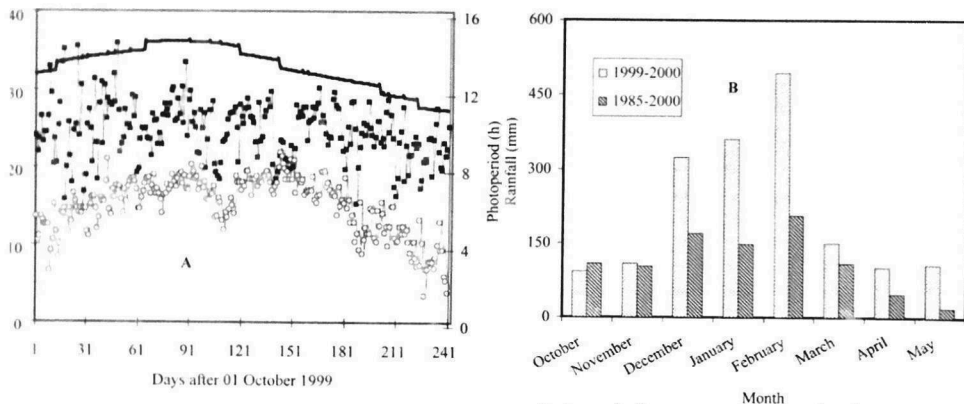 40
30
20
10
0
16
12
8
4
0
1 31 61 91 121 151 181 211 241
A
Days after 01 October 1999
Photoperiod (h)
Rainfall (mm)
600
450
300
150
0
1999-2000
1985-2000
B
October November December January February March April May
Month